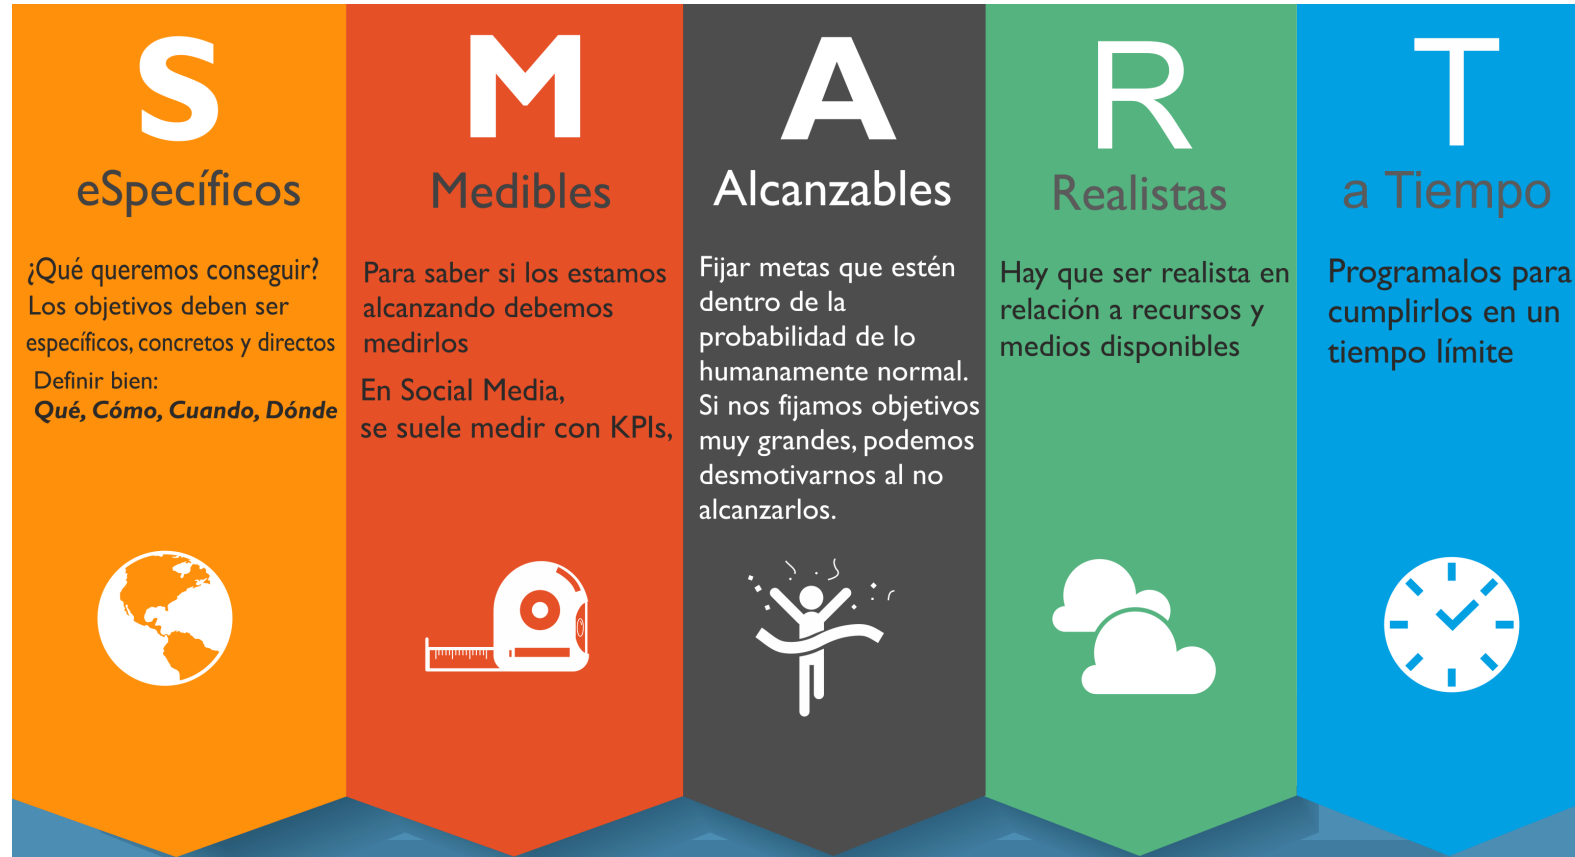 S
eSpecíficos
¿Qué queremos conseguir?
Los objetivos deben ser
específicos, concretos y directos
Definir bien:
Qué, Cómo, Cuando, Dónde
M
Medibles
Para saber si los estamos
alcanzando debemos
medirlos
En Social Media,
se suele medir con KPIs,
A
Alcanzables
Fijar metas que estén
dentro de la
probabilidad de lo
humanamente normal.
Si nos fijamos objetivos
muy grandes, podemos
desmotivarnos al no
alcanzarlos.
R
Realistas
Hay que ser realista en
relación a recursos y
medios disponibles
T
a Tiempo
Programalos para
cumplirlos en un
tiempo límite